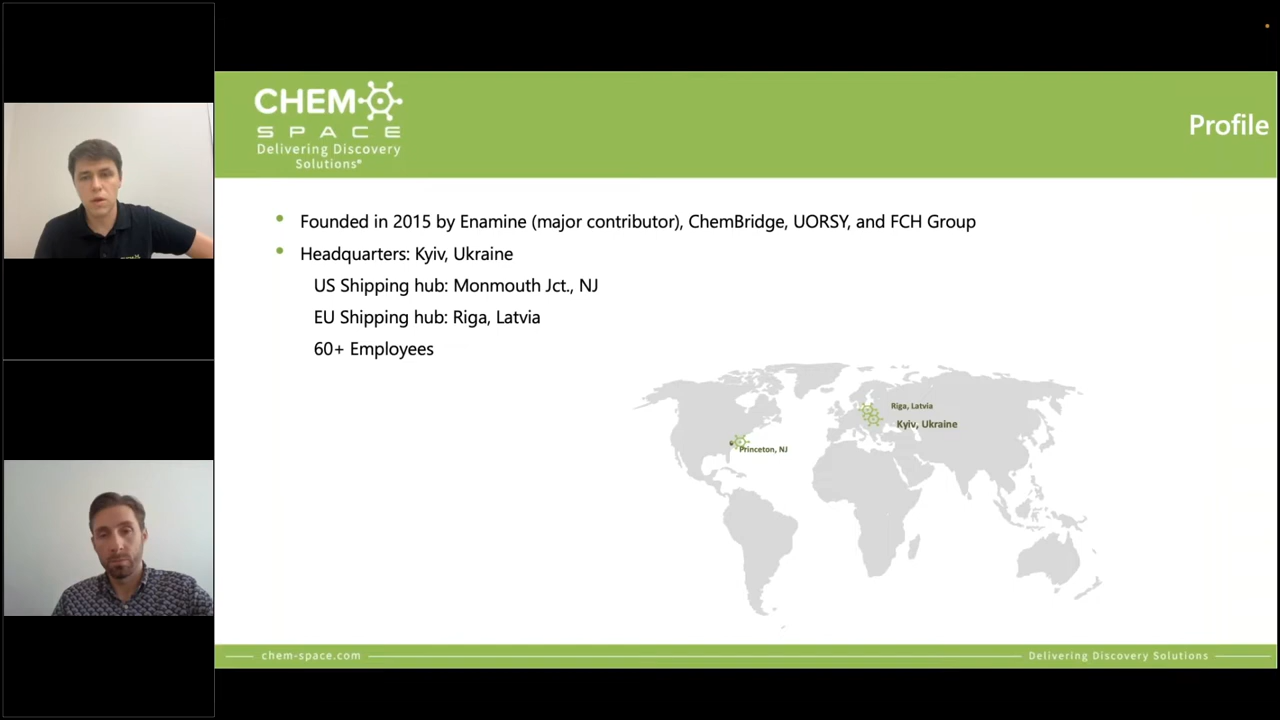 CHEM
SPACE
Delivering Discovery
Solutions®
Profile
Founded in 2015 by Enamine (major contributor), ChemBridge, UORSY, and FCH Group
Headquarters: Kyiv, Ukraine
US Shipping hub: Monmouth Jct., NJ
EU Shipping hub: Riga, Latvia
60+ Employees
Riga, Latvia
Kyiv, Ukraine
Princeton, NJ
chem-space.com
Delivering Discovery Solutions